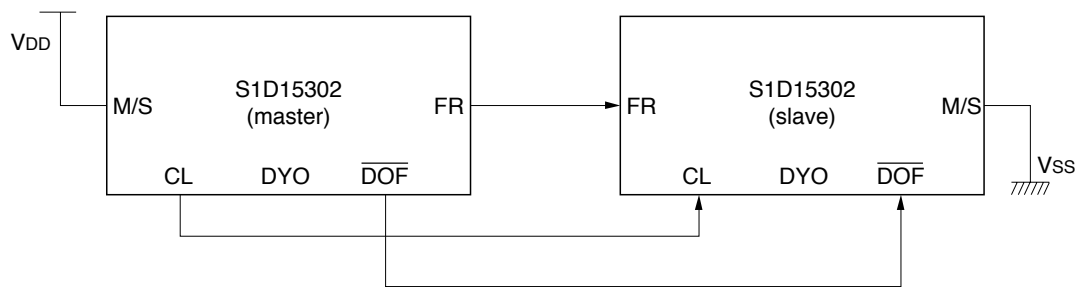 VDD
S1D15302
(master)
M/S
FR
CL
DYO
DOF
S1D15302
(slave)
FR
M/S
CL
DYO
DOF
VSS